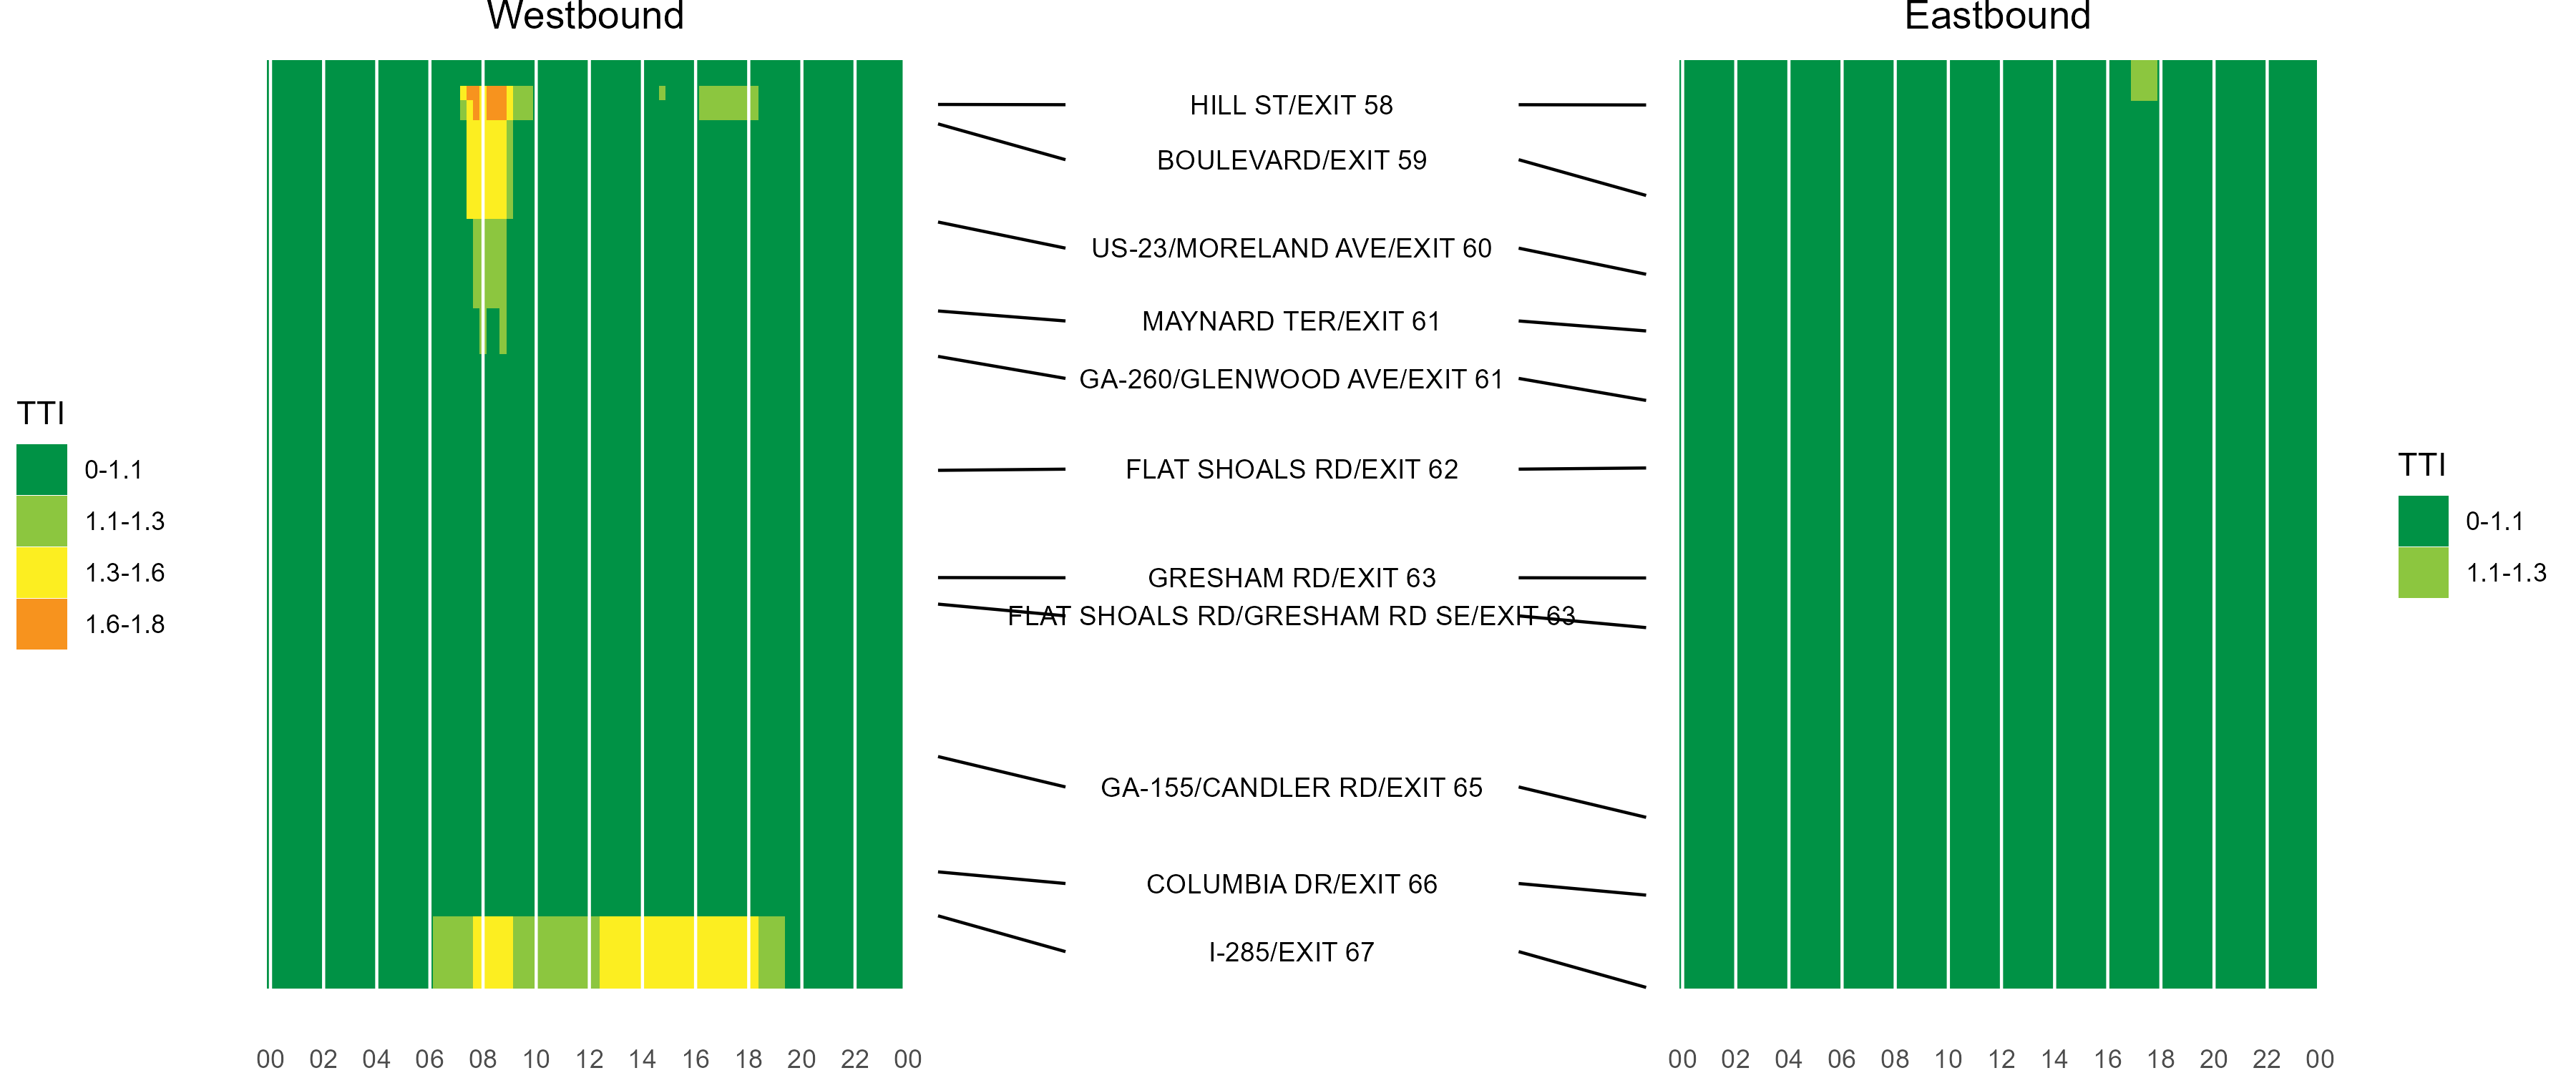 Westbound
Eastbound
HILL ST/EXIT 58
BOULEVARD/EXIT 59
US-23/MORELAND AVE/EXIT 60
MAYNARD TER/EXIT 61
GA-260/GLENWOOD AVE/EXIT 61
FLAT SHOALS RD/EXIT 62
GRESHAM RD/EXIT 63
FLAT SHOALS RD/GRESHAM RD SE/EXIT 63
GA-155/CANDLER RD/EXIT 65
COLUMBIA DR/EXIT 66
I-285/EXIT 67
TTI
0-1.1
1.1-1.3
1.3-1.6
1.6-1.8
TTI
0-1.1
1.1-1.3
00 02 04 06 08 10 12 14 16 18 20 22 00
00 02 04 06 08 10 12 14 16 18 20 22 00